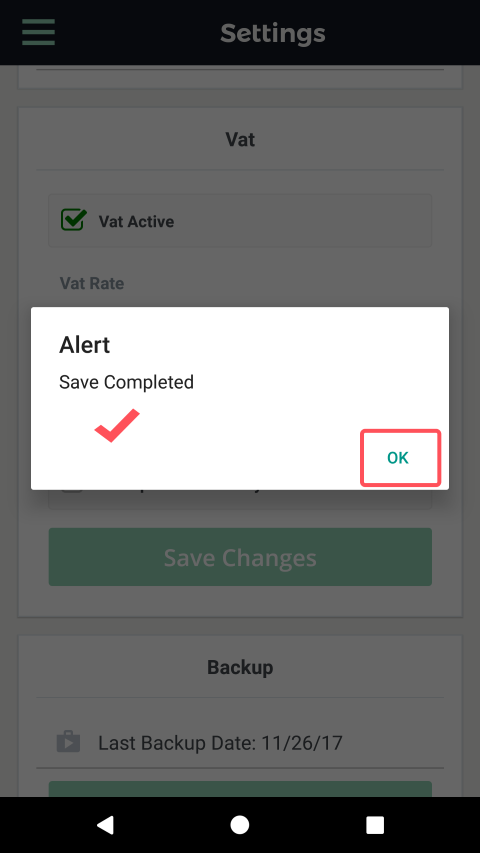 Settings
Vat
Vat Active
Vat Rate
Alert
Save Completed
OK
Save Changes
Backup
Last Backup Date: 11/26/17